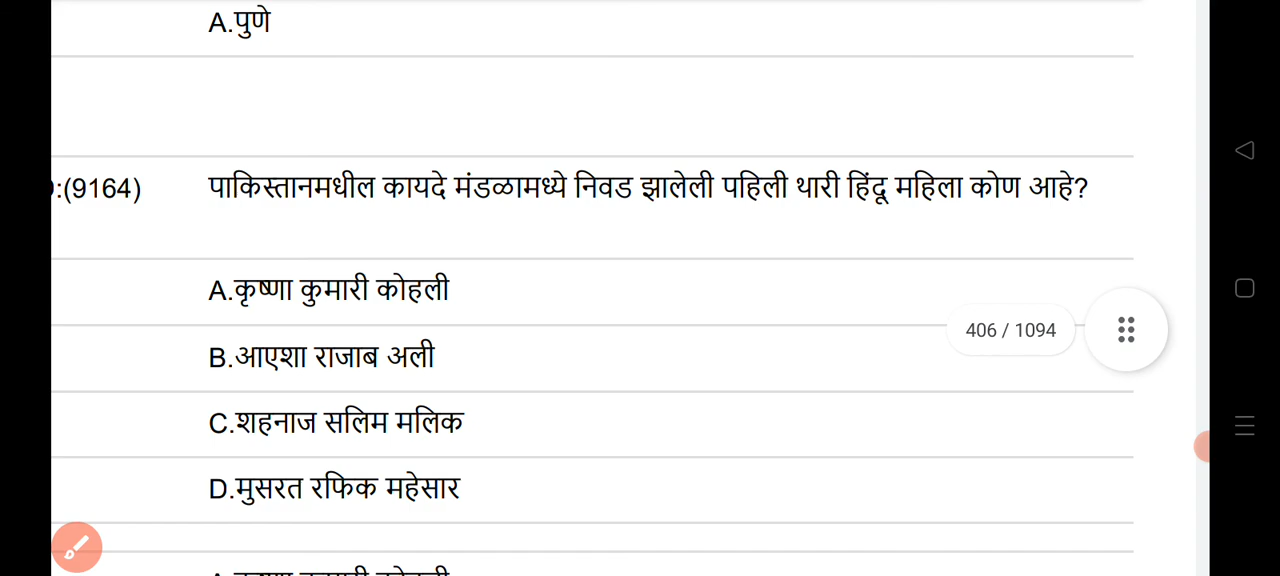 A.पुणे
:(9164) पाकिस्तानमधील कायदे मंडळामध्ये निवड झालेली पहिली थारी हिंदू महिला कोण आहे?
A.कृष्णा कुमारी कोहली
406 / 1094
B.आएशा राजाब अली
C.शहनाज सलिम मलिक
D.मुसरत रफिक महेसार